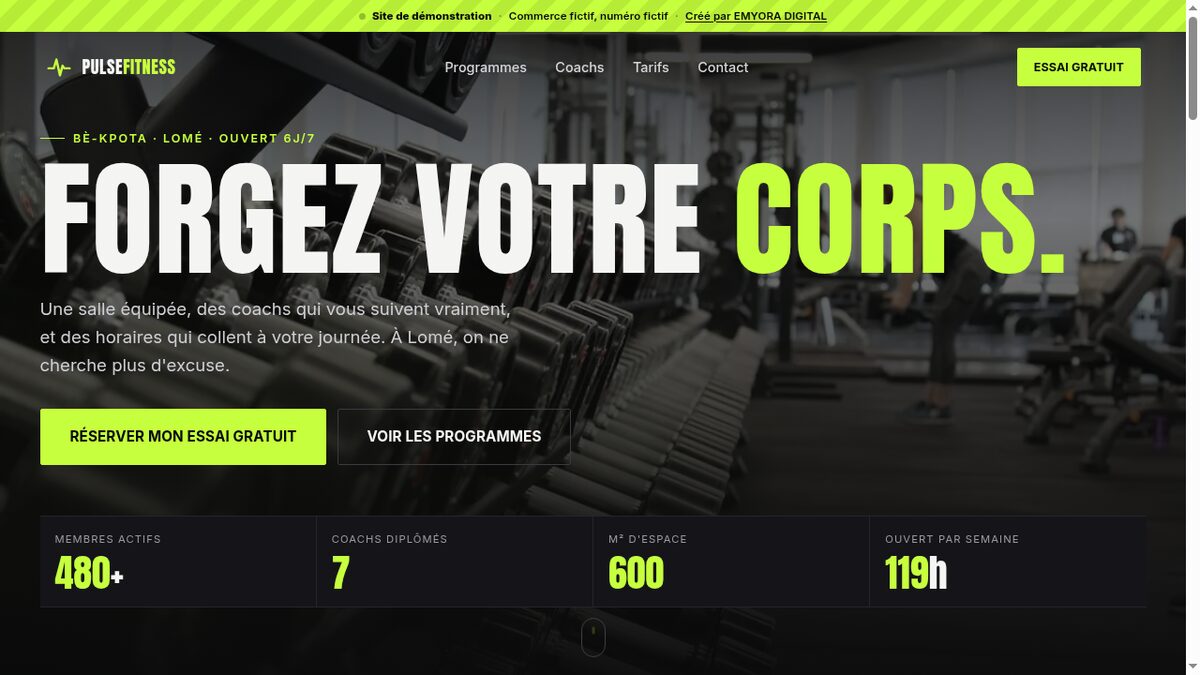 Site de démonstration · Commerce fictif, numéro fictif · Créé par EMYORA DIGITAL
PULSEFITNESS
Programmes
Coachs
Tarifs
Contact
ESSAI GRATUIT
BÈ-KPOTA · LOMÉ · OUVERT 6J/7
FORGEZ VOTRE CORPS.
Une salle équipée, des coachs qui vous suivent vraiment,
et des horaires qui collent à votre journée. À Lomé, on ne
cherche plus d'excuse.
RÉSERVER MON ESSAI GRATUIT
VOIR LES PROGRAMMES
MEMBRES ACTIFS
480+
COACHS DIPLÔMÉS
7
M² D'ESPACE
600
OUVERT PAR SEMAINE
119h